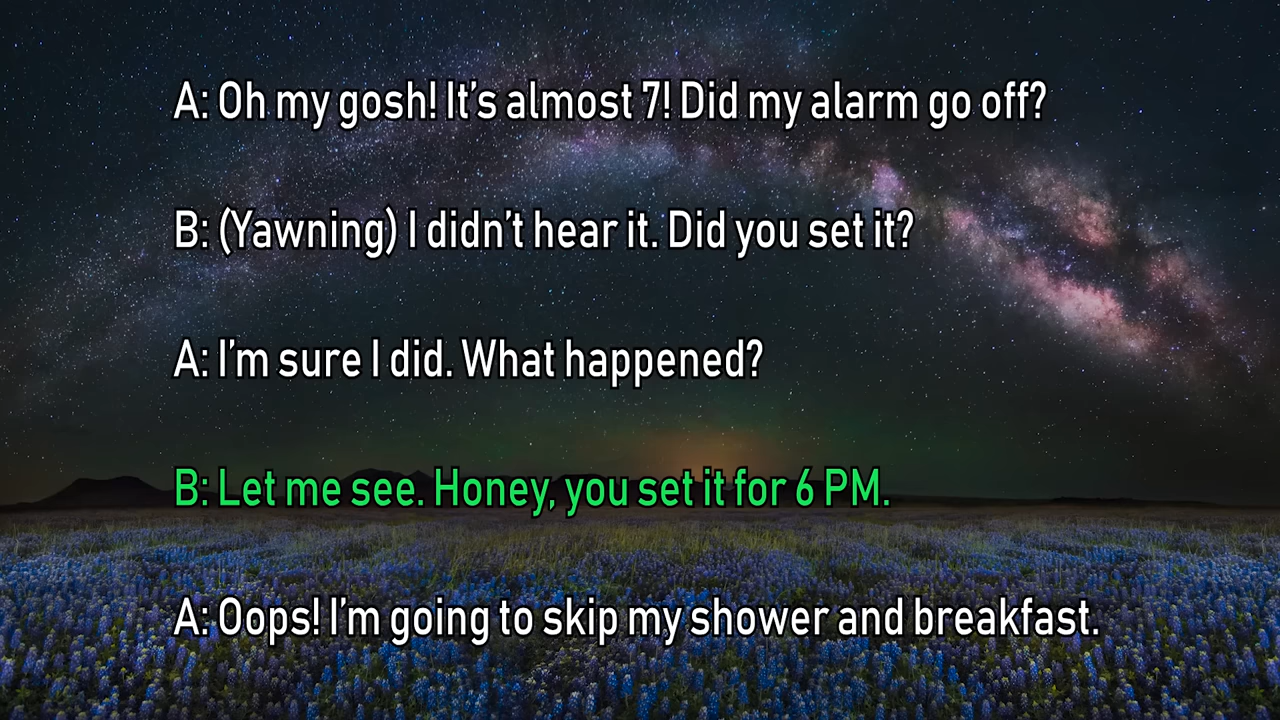 A: Oh my gosh! It’s almost 7! Did my alarm go off?
B: (Yawning) I didn’t hear it. Did you set it?
A: I’m sure I did. What happened?
B: Let me see. Honey, you set it for 6 PM.
A: Oops! I’m going to skip my shower and breakfast.